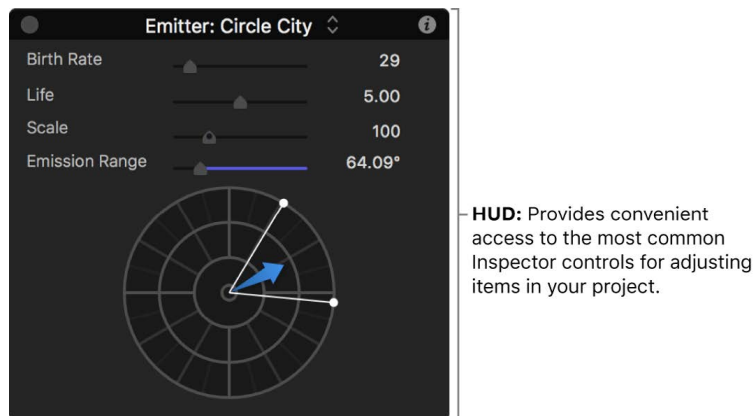 Emitter: Circle City
Birth Rate 29
Life 5.00
Scale 100
Emission Range 64.09°
HUD: Provides convenient
access to the most common
Inspector controls for adjusting
items in your project.